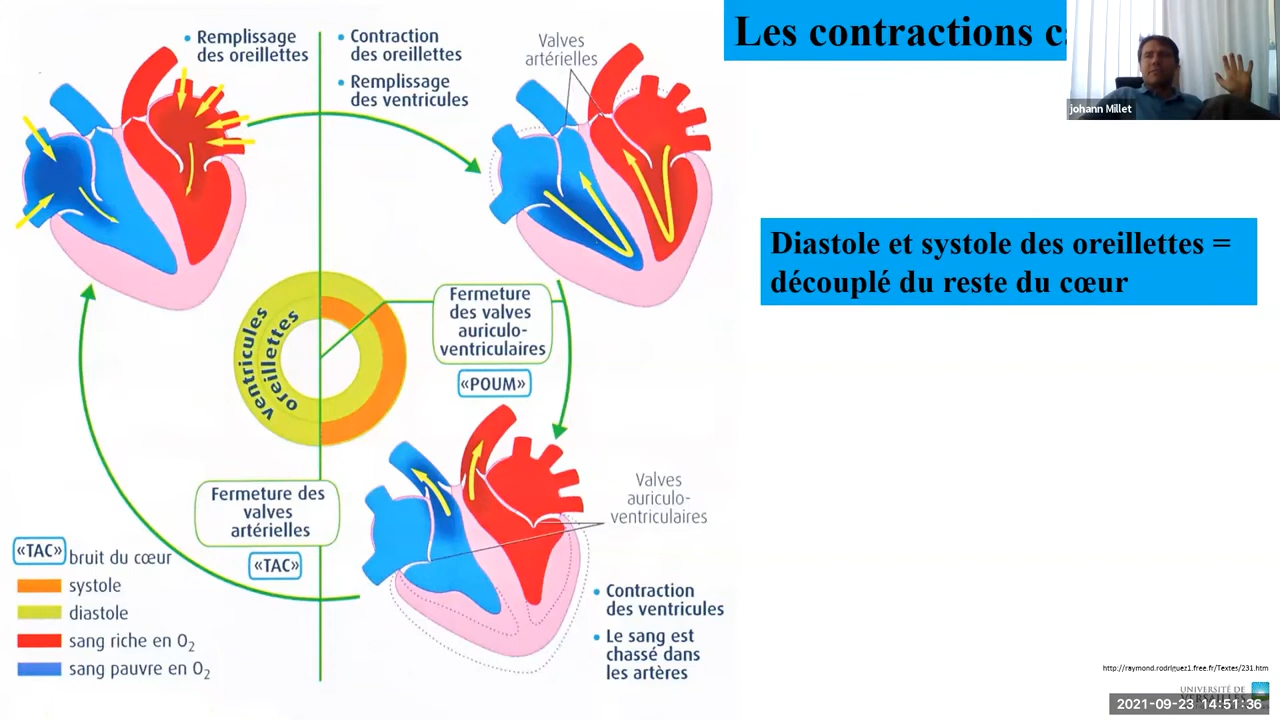 Les contractions
johann Millet
• Remplissage
des oreillettes
• Contraction
des oreillettes
• Remplissage
des ventricules
Valves
artérielles
Diastole et systole des oreillettes =
découplé du reste du cœur
ventricules
oreillettes
Fermeture
des valves
auriculo-
ventriculaires
«POUM»
Fermeture des
valves
artérielles
«TAC»
Valves
auriculo-
ventriculaires
• Contraction
des ventricules
• Le sang est
chassé dans
les artères
«TAC» bruit du cœur
systole
diastole
sang riche en O₂
sang pauvre en O₂
http://raymond.rodriguez1.free.fr/Textes/231.htm
UNIVERSITÉ DE
2021-09-23 14:51:36